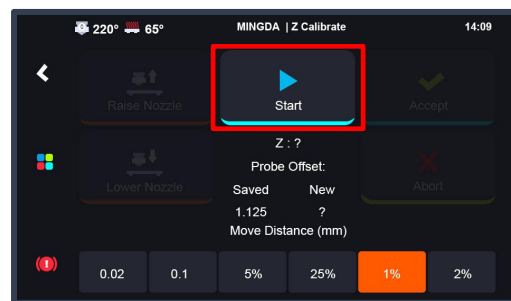 220° 65° MINGDA | Z Calibrate 14:09
Raise Nozzle Start Accept
Z : ?
Probe Offset:
Lower Nozzle Saved New Abort
1.125 ?
Move Distance (mm)
0.02 0.1 5% 25% 1% 2%